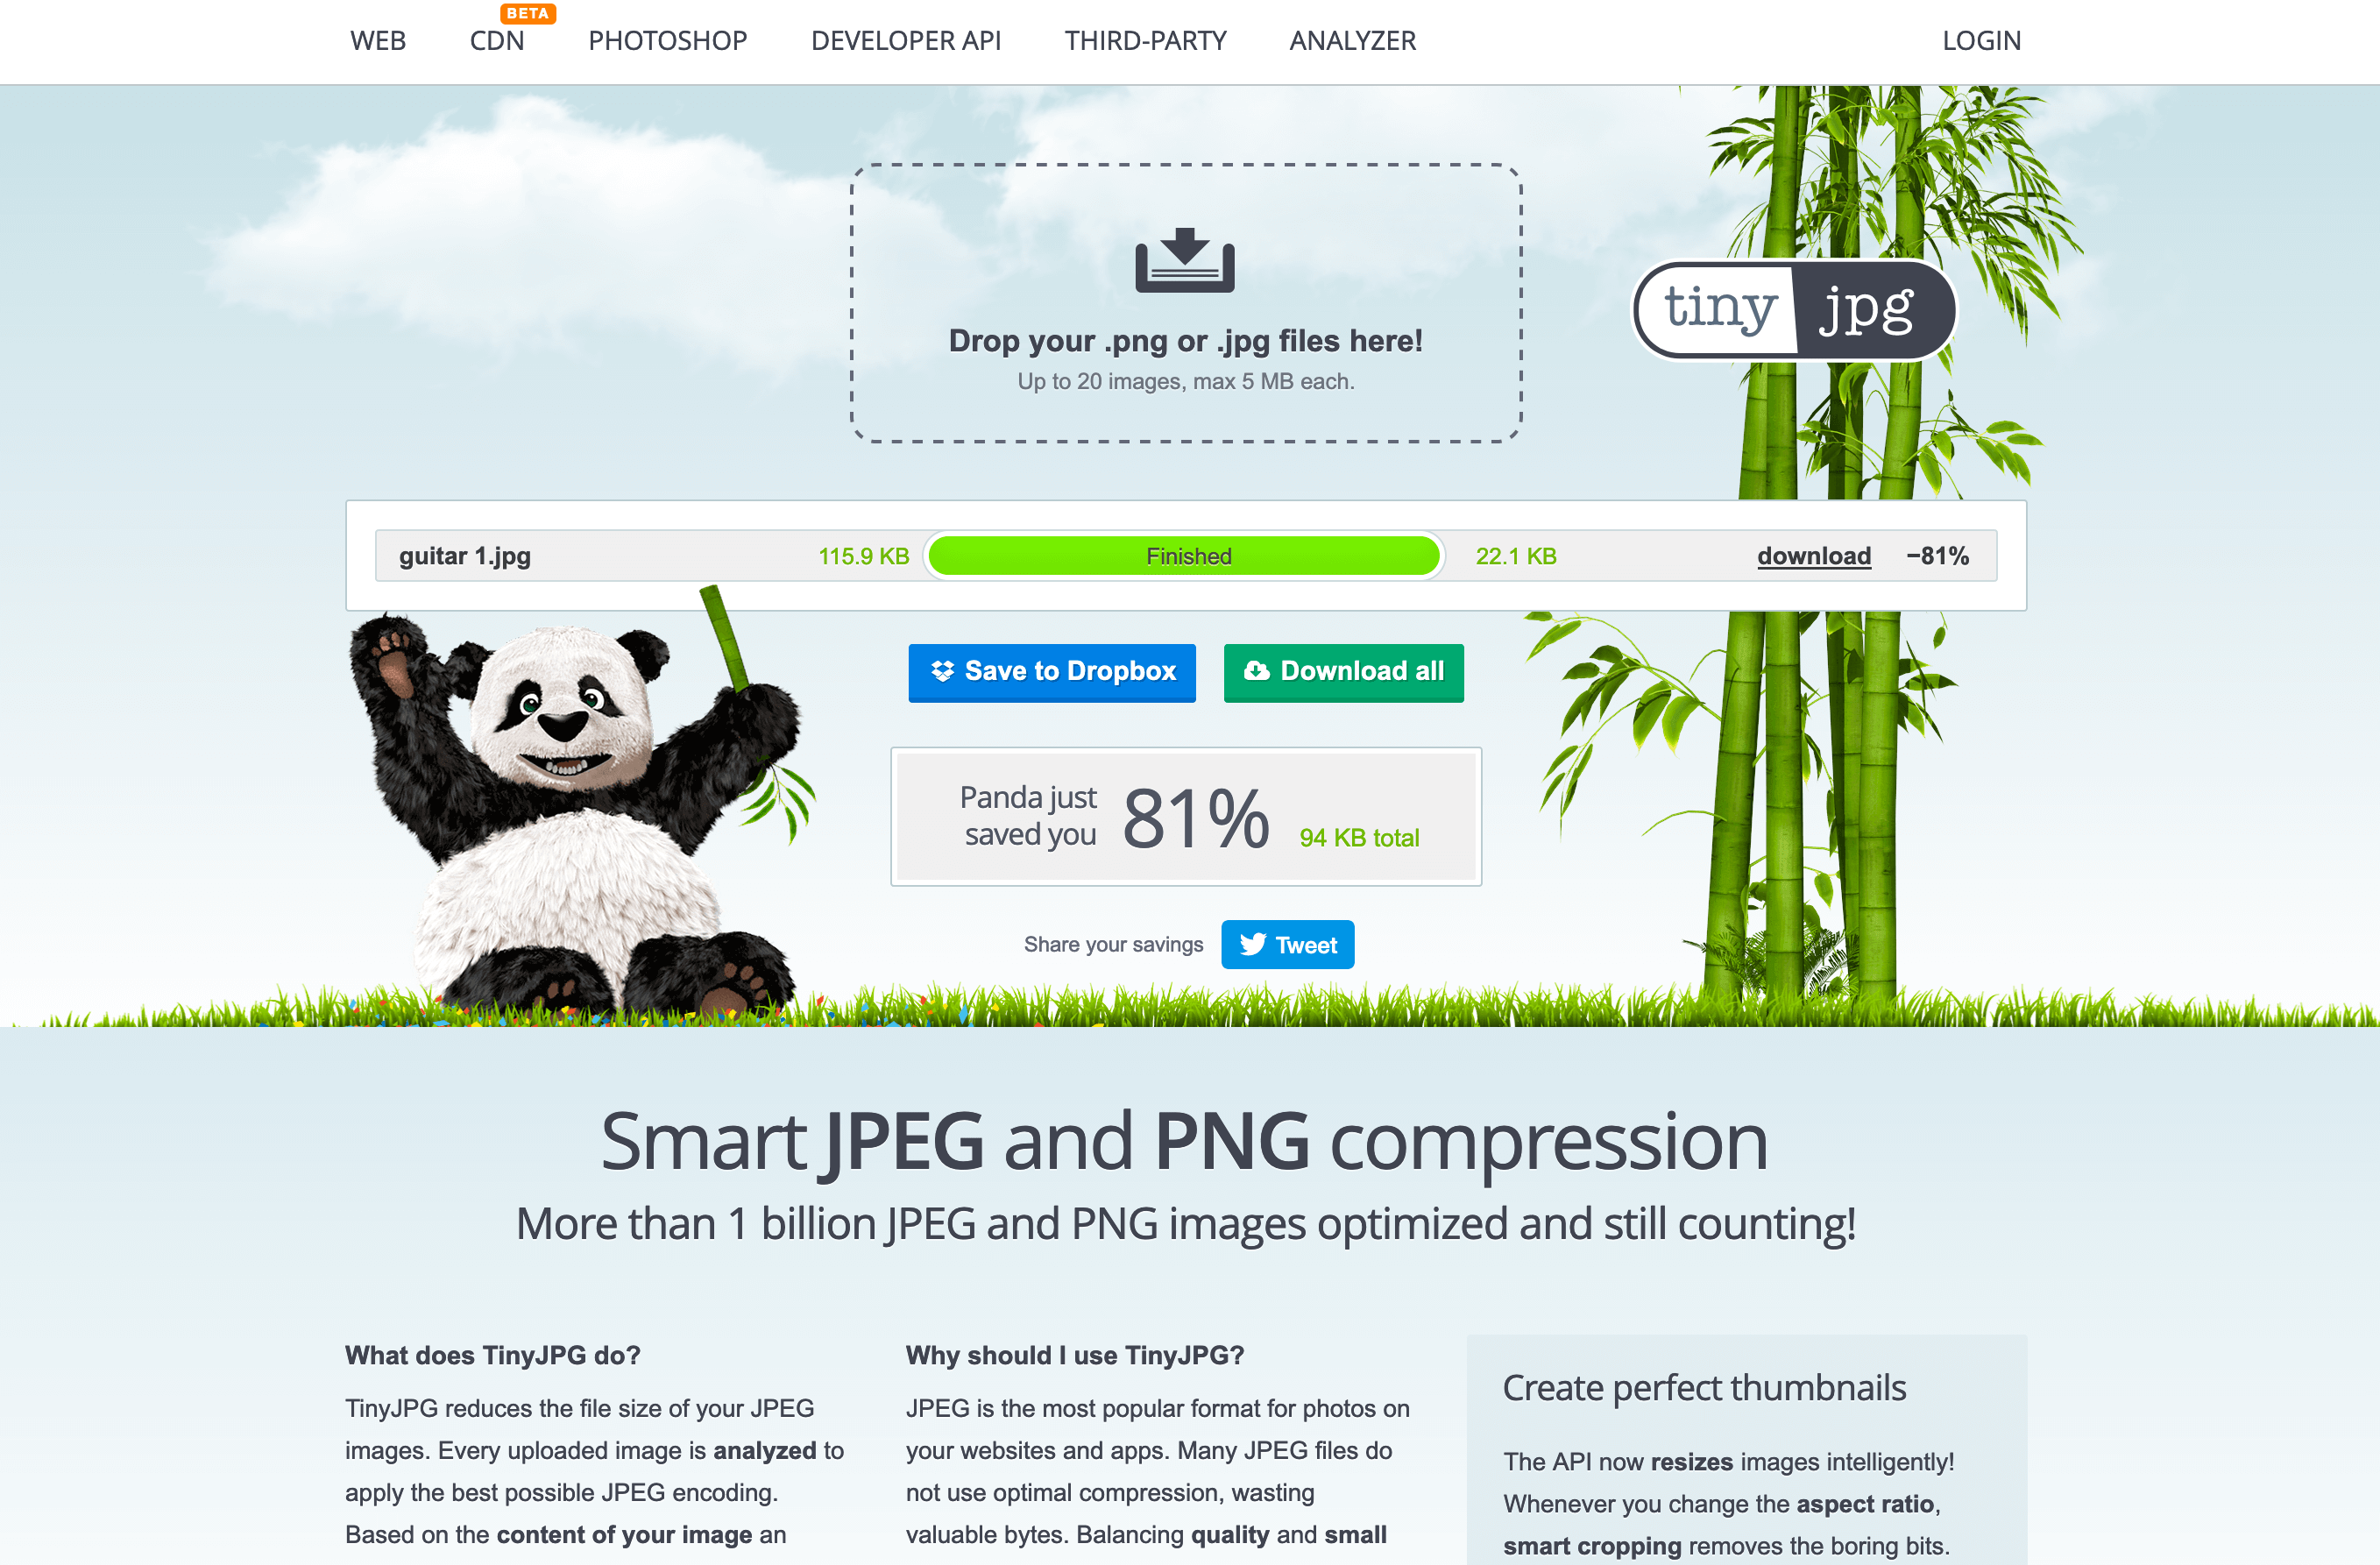 WEB
CDN
BETA
PHOTOSHOP
DEVELOPER API
THIRD-PARTY
ANALYZER
LOGIN
Drop your .png or .jpg files here!
Up to 20 images, max 5 MB each.
tiny jpg
guitar 1.jpg 115.9 KB Finished 22.1 KB download −81%
Save to Dropbox
Download all
Panda just
saved you
81%
94 KB total
Share your savings
Tweet
Smart JPEG and PNG compression
More than 1 billion JPEG and PNG images optimized and still counting!
What does TinyJPG do?
TinyJPG reduces the file size of your JPEG
images. Every uploaded image is analyzed to
apply the best possible JPEG encoding.
Based on the content of your image an
Why should I use TinyJPG?
JPEG is the most popular format for photos on
your websites and apps. Many JPEG files do
not use optimal compression, wasting
valuable bytes. Balancing quality and small
Create perfect thumbnails
The API now resizes images intelligently!
Whenever you change the aspect ratio,
smart cropping removes the boring bits.